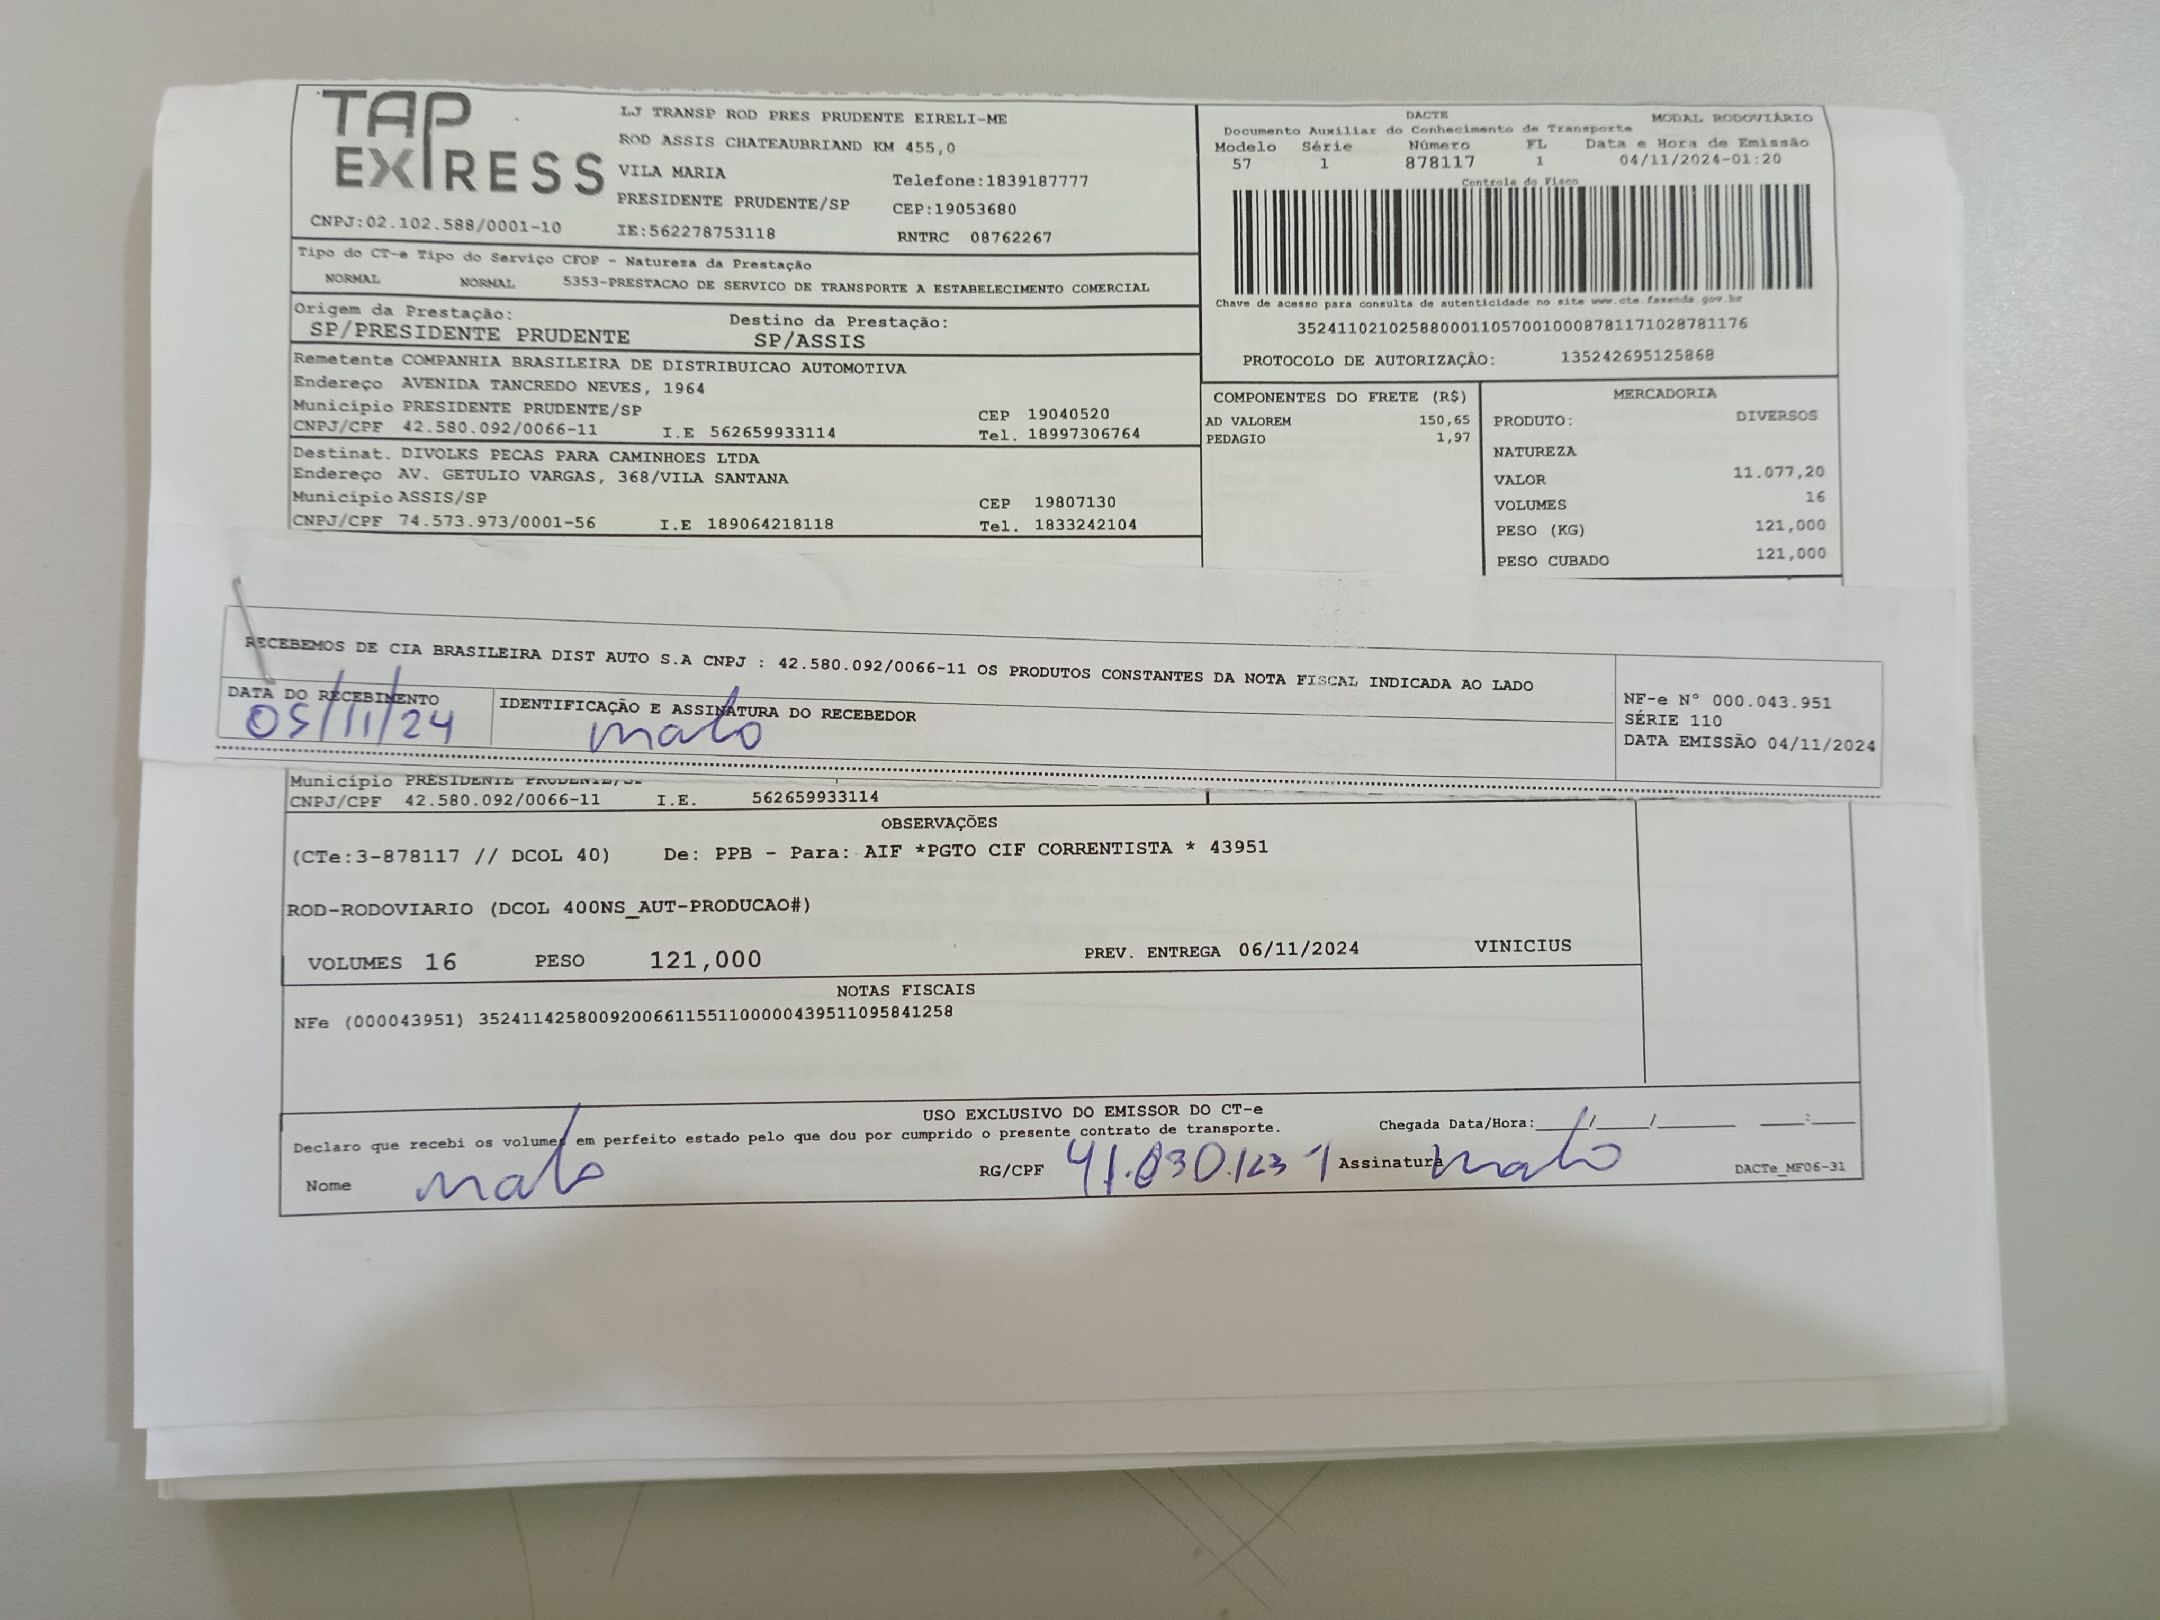 TAP EXPRESS
LJ TRANSP ROD PRES PRUDENTE EIRELI-ME
ROD ASSIS CHATEAUBRIAND KM 455,0
VILA MARIA
Telefone:1839187777
PRESIDENTE PRUDENTE/SP
CEP:19053680
CNPJ:02.102.588/0001-10
IE:562278753118
RNTRC 08762267
DACTE
MODAL RODOVIÁRIO
Documento Auxiliar do Conhecimento de Transporte
Modelo Série Número FL Data e Hora de Emissão
57 1 878117 1 04/11/2024-01:20
Controle do Fisco
Chave de acesso para consulta de autenticidade no site www.cte.fazenda.gov.br
35241102102588000110570010008781171028781176
PROTOCOLO DE AUTORIZAÇÃO: 135242695125868
Tipo do CT-e Tipo do Serviço CFOP - Natureza da Prestação
NORMAL NORMAL 5353-PRESTACAO DE SERVICO DE TRANSPORTE A ESTABELECIMENTO COMERCIAL
Origem da Prestação: Destino da Prestação:
SP/PRESIDENTE PRUDENTE SP/ASSIS
Remetente COMPANHIA BRASILEIRA DE DISTRIBUICAO AUTOMOTIVA
Endereço AVENIDA TANCREDO NEVES, 1964
Município PRESIDENTE PRUDENTE/SP CEP 19040520
CNPJ/CPF 42.580.092/0066-11 I.E 562659933114 Tel. 18997306764
Destinat. DIVOLKS PECAS PARA CAMINHOES LTDA
Endereço AV. GETULIO VARGAS, 368/VILA SANTANA
Município ASSIS/SP CEP 19807130
CNPJ/CPF 74.573.973/0001-56 I.E 189064218118 Tel. 1833242104
COMPONENTES DO FRETE (R$)
AD VALOREM 150,65
PEDAGIO 1,97
MERCADORIA
PRODUTO: DIVERSOS
NATUREZA
VALOR 11.077,20
VOLUMES 16
PESO (KG) 121,000
PESO CUBADO 121,000
RECEBEMOS DE CIA BRASILEIRA DIST AUTO S.A CNPJ : 42.580.092/0066-11 OS PRODUTOS CONSTANTES DA NOTA FISCAL INDICADA AO LADO
DATA DO RECEBIMENTO
05/11/24
IDENTIFICAÇÃO E ASSINATURA DO RECEBEDOR
NF-e N° 000.043.951
SÉRIE 110
DATA EMISSÃO 04/11/2024
Município PRESIDENTE PRUDENTE/SP
CNPJ/CPF 42.580.092/0066-11 I.E. 562659933114
OBSERVAÇÕES
(CTe:3-878117 // DCOL 40) De: PPB - Para: AIF *PGTO CIF CORRENTISTA * 43951
ROD-RODOVIARIO (DCOL 400NS_AUT-PRODUCAO#)
VOLUMES 16 PESO 121,000 PREV. ENTREGA 06/11/2024 VINICIUS
NOTAS FISCAIS
NFe (000043951) 35241142580092006611551100000439511095841258
USO EXCLUSIVO DO EMISSOR DO CT-e
Declaro que recebi os volumes em perfeito estado pelo que dou por cumprido o presente contrato de transporte.
Chegada Data/Hora:____/____/______ ____:____
Nome
RG/CPF
Assinatura
DACTe_MF06-31